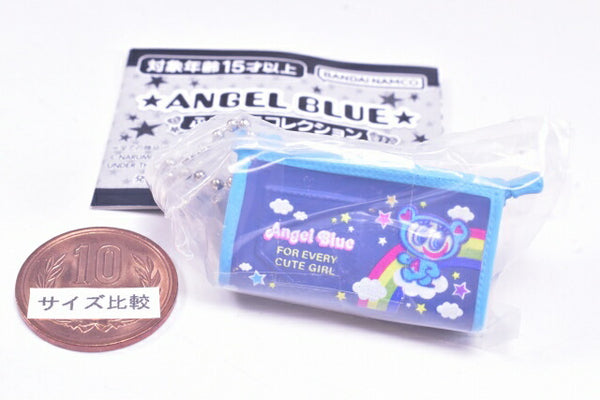 対象年齢15才以上
BANDAI NAMCO
★ANGEL BLUE★
コレクション
Angel Blue
FOR EVERY
CUTE GIRL
10
サイズ比較